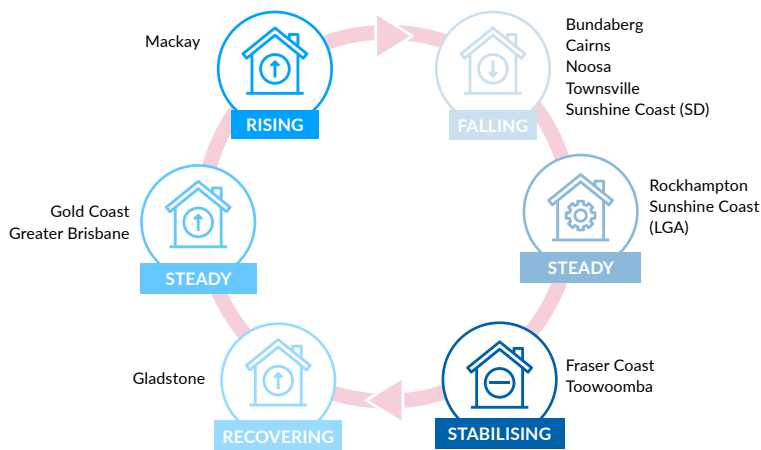 Mackay
RISING
Bundaberg
Cairns
Noosa
Townsville
Sunshine Coast (SD)
FALLING
Rockhampton
Sunshine Coast
(LGA)
STEADY
Fraser Coast
Toowoomba
STABILISING
Gladstone
RECOVERING
Gold Coast
Greater Brisbane
STEADY